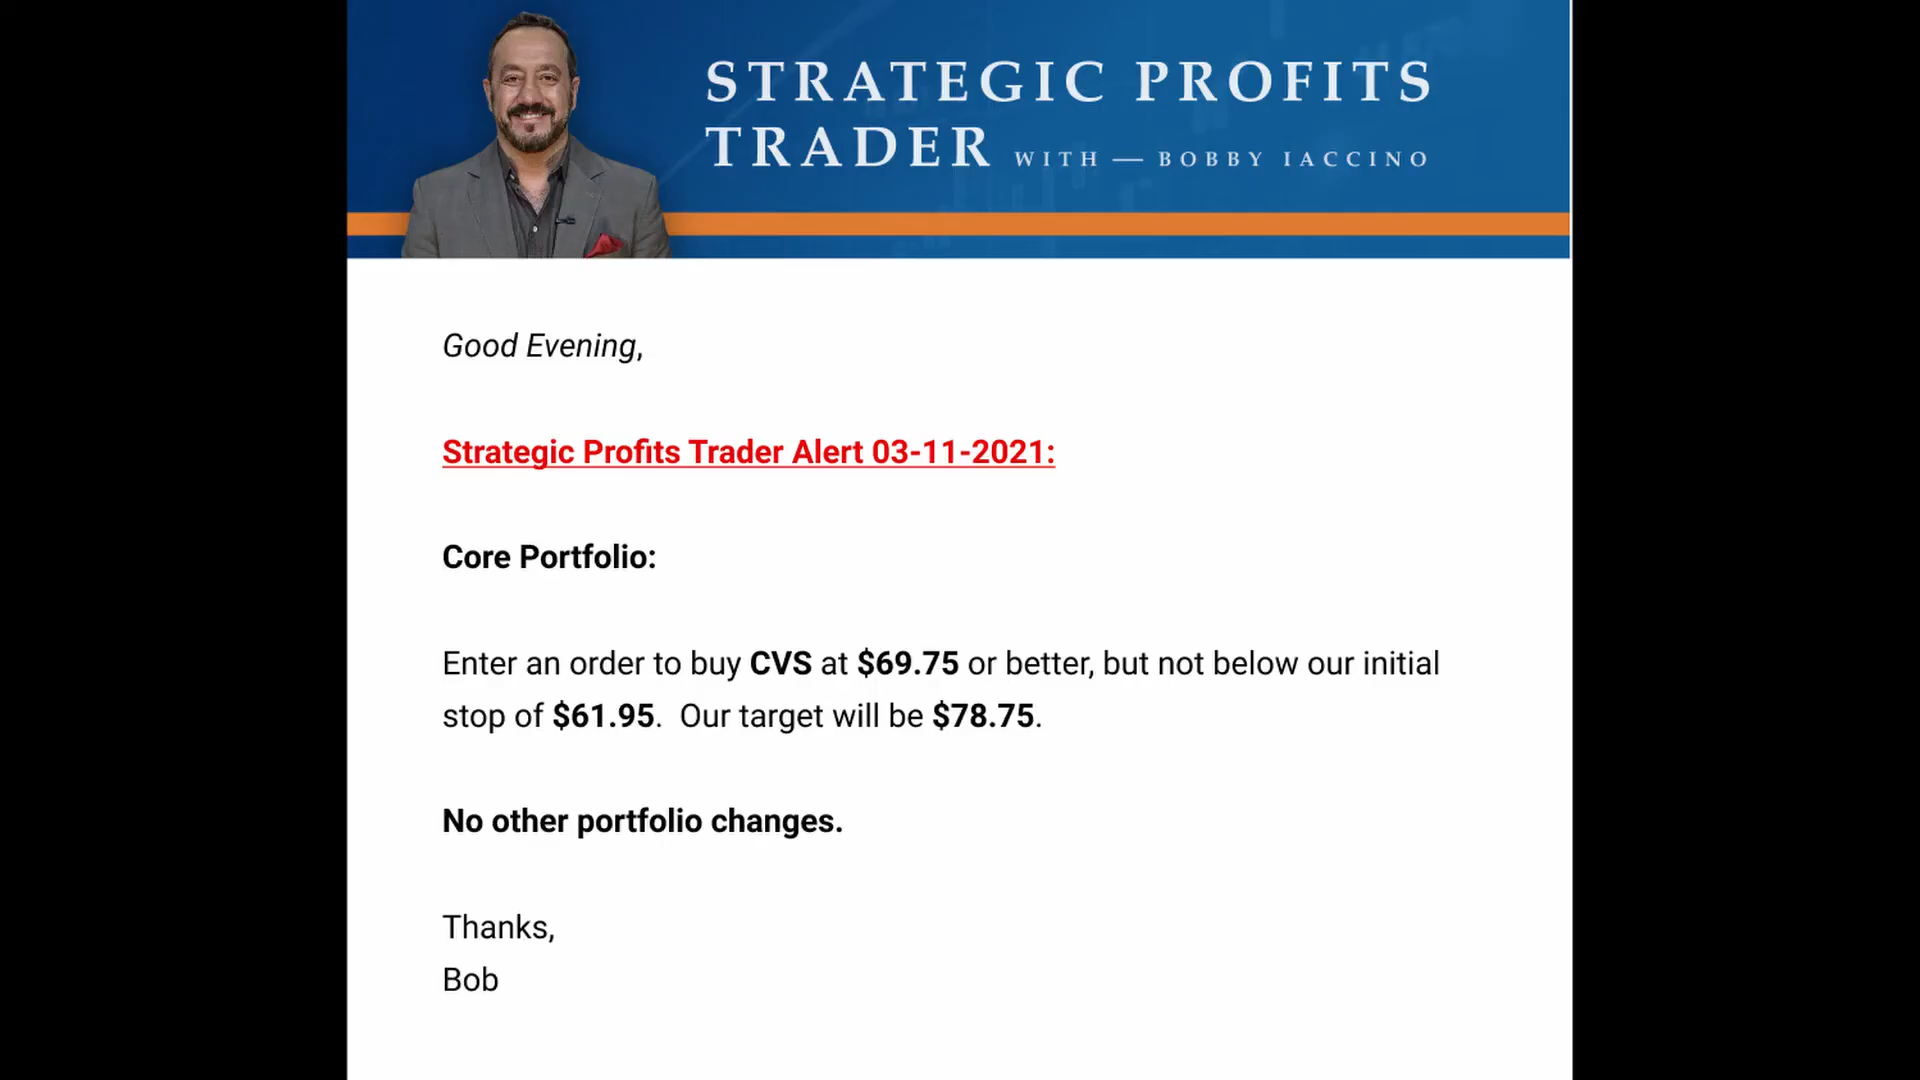 STRATEGIC PROFITS
TRADER WITH — BOBBY IACCINO
Good Evening,
Strategic Profits Trader Alert 03-11-2021:
Core Portfolio:
Enter an order to buy CVS at $69.75 or better, but not below our initial
stop of $61.95. Our target will be $78.75.
No other portfolio changes.
Thanks,
Bob